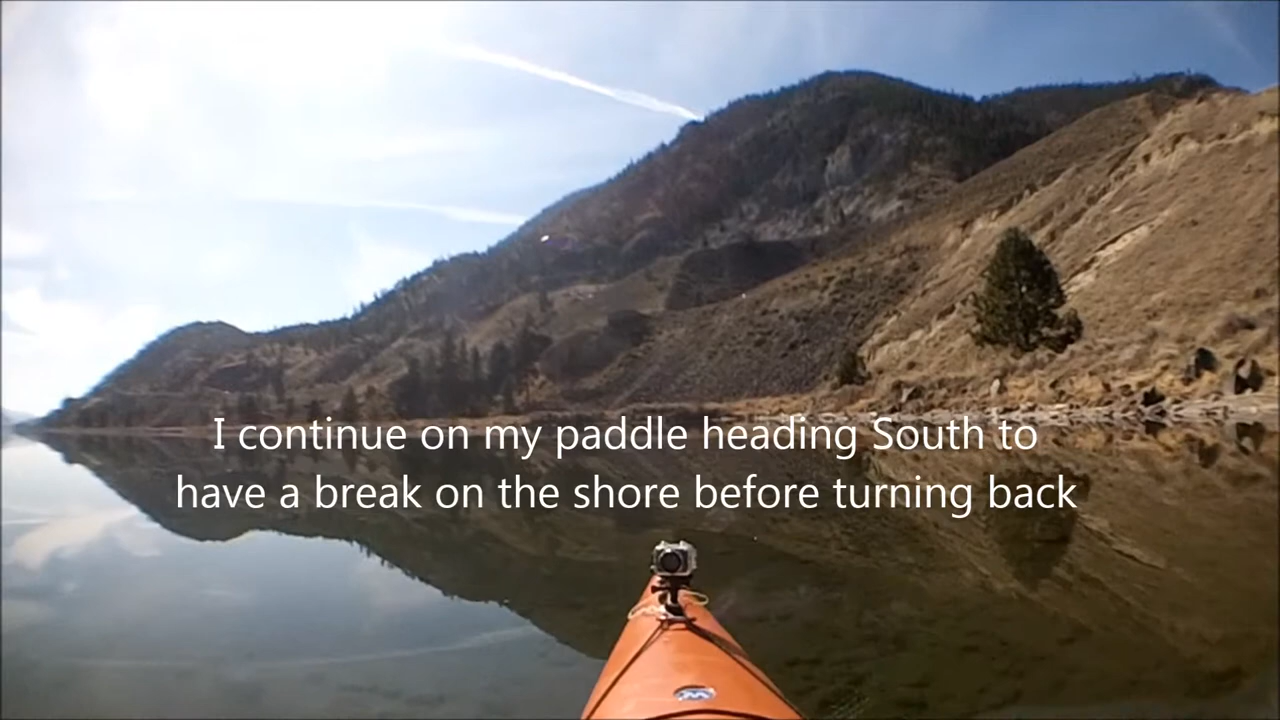 I continue on my paddle heading South to
have a break on the shore before turning back